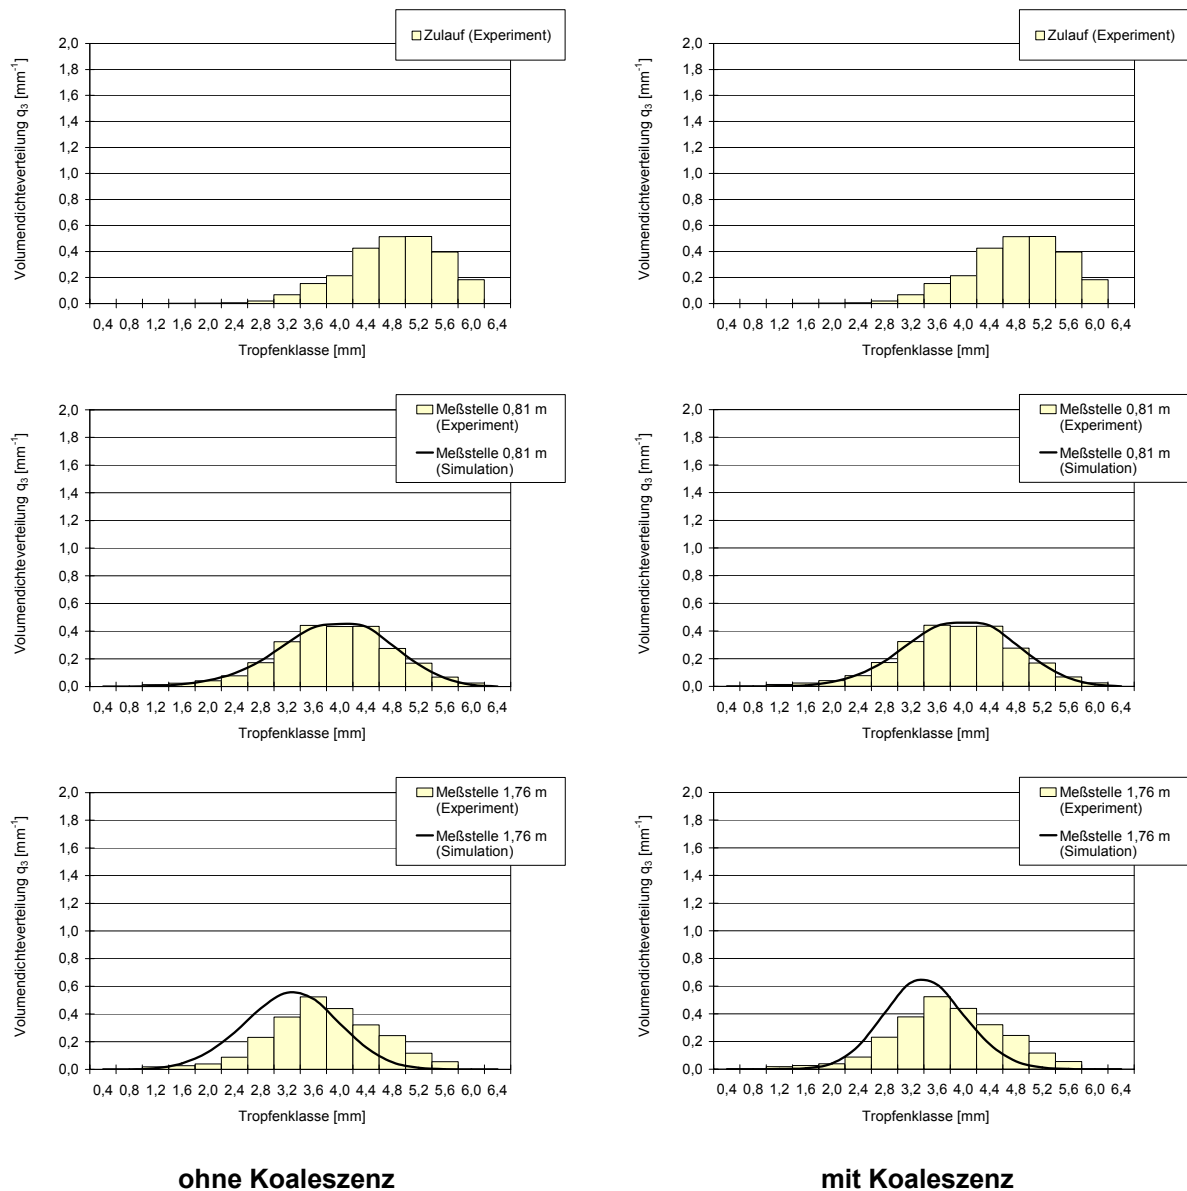 Zulauf (Experiment)
Volumendichteverteilung q₃ [mm⁻¹]
2,0
1,8
1,6
1,4
1,2
1,0
0,8
0,6
0,4
0,2
0,0
0,4 0,8 1,2 1,6 2,0 2,4 2,8 3,2 3,6 4,0 4,4 4,8 5,2 6,0 6,4
Tropfenklasse [mm]
Zulauf (Experiment)
Volumendichteverteilung q₃ [mm⁻¹]
2,0
1,8
1,6
1,4
1,2
1,0
0,8
0,6
0,4
0,2
0,0
0,4 0,8 1,2 1,6 2,0 2,4 2,8 3,2 3,6 4,0 4,4 4,8 5,2 6,0 6,4
Tropfenklasse [mm]
Meßstelle 0,81 m
(Experiment)
Meßstelle 0,81 m
(Simulation)
Volumendichteverteilung q₃ [mm⁻¹]
2,0
1,8
1,6
1,4
1,2
1,0
0,8
0,6
0,4
0,2
0,0
0,4 0,8 1,2 1,6 2,0 2,4 2,8 3,2 3,6 4,0 4,4 4,8 5,2 5,6 6,0 6,4
Tropfenklasse [mm]
Meßstelle 0,81 m
(Experiment)
Meßstelle 0,81 m
(Simulation)
Volumendichteverteilung q₃ [mm⁻¹]
2,0
1,8
1,6
1,4
1,2
1,0
0,8
0,6
0,4
0,2
0,0
0,4 0,8 1,2 1,6 2,0 2,4 2,8 3,2 3,6 4,0 4,4 4,8 5,2 5,6 6,0 6,4
Tropfenklasse [mm]
Meßstelle 1,76 m
(Experiment)
Meßstelle 1,76 m
(Simulation)
Volumendichteverteilung q₃ [mm⁻¹]
2,0
1,8
1,6
1,4
1,2
1,0
0,8
0,6
0,4
0,2
0,0
0,4 0,8 1,2 1,6 2,0 2,4 2,8 3,2 3,6 4,0 4,4 4,8 5,2 5,6 6,0 6,4
Tropfenklasse [mm]
Meßstelle 1,76 m
(Experiment)
Meßstelle 1,76 m
(Simulation)
Volumendichteverteilung q₃ [mm⁻¹]
2,0
1,8
1,6
1,4
1,2
1,0
0,8
0,6
0,4
0,2
0,0
0,4 0,8 1,2 1,6 2,0 2,4 2,8 3,2 3,6 4,0 4,4 4,8 5,2 5,6 6,0 6,4
Tropfenklasse [mm]
ohne Koaleszenz
mit Koaleszenz